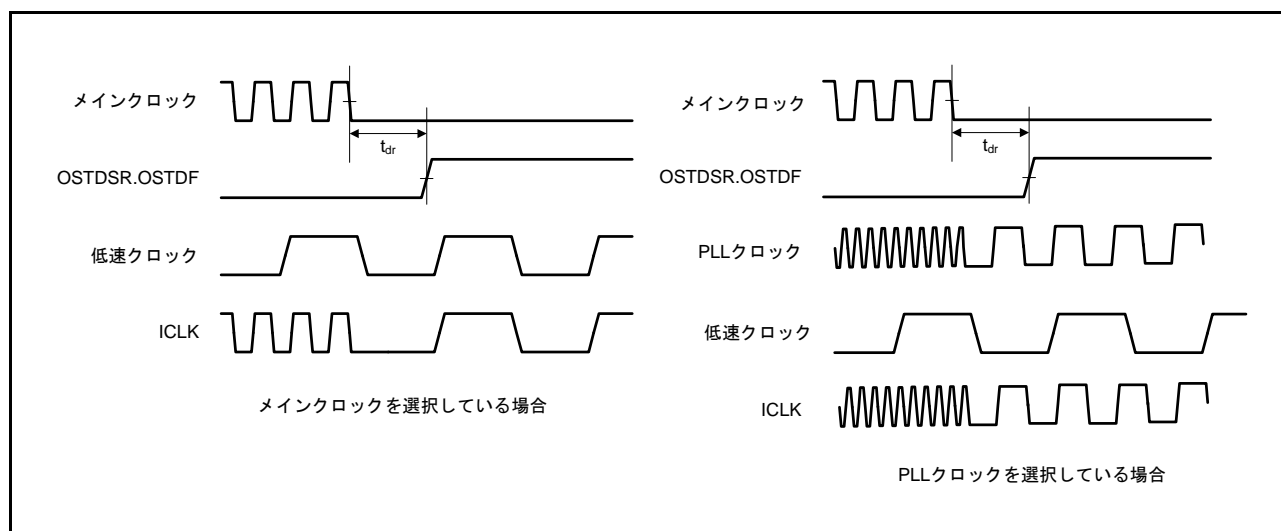 メインクロック
tdr
OSTDSR.OSTDF
低速クロック
ICLK
メインクロックを選択している場合
メインクロック
tdr
OSTDSR.OSTDF
PLLクロック
低速クロック
ICLK
PLLクロックを選択している場合